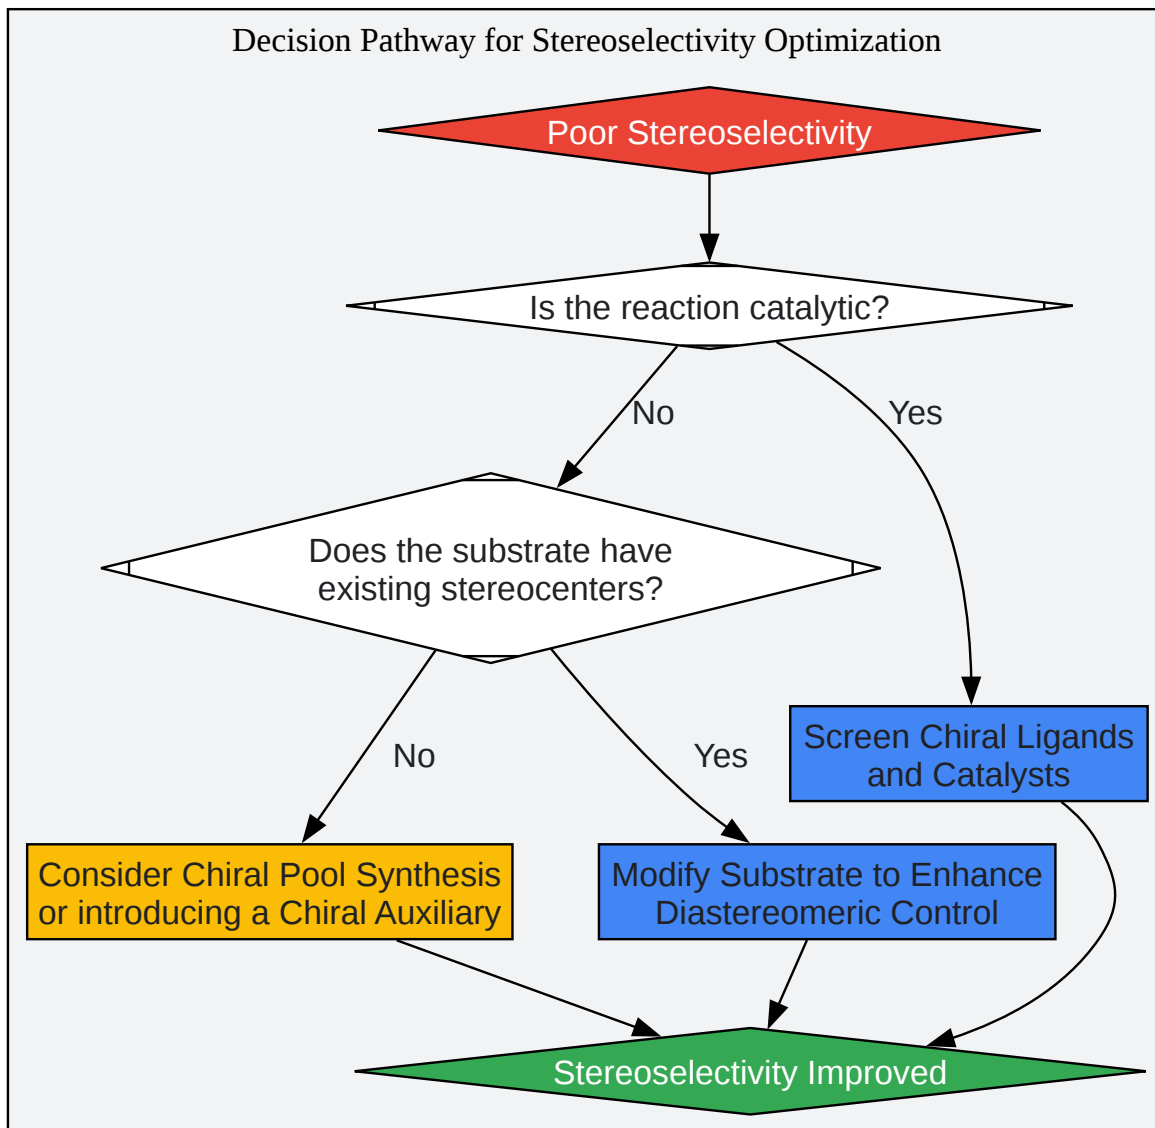 Decision Pathway for Stereoselectivity Optimization
Poor Stereoselectivity
Is the reaction catalytic?
No
Yes
Does the substrate have
existing stereocenters?
No
Yes
Screen Chiral Ligands
and Catalysts
Consider Chiral Pool Synthesis
or introducing a Chiral Auxiliary
Modify Substrate to Enhance
Diastereomeric Control
Stereoselectivity Improved